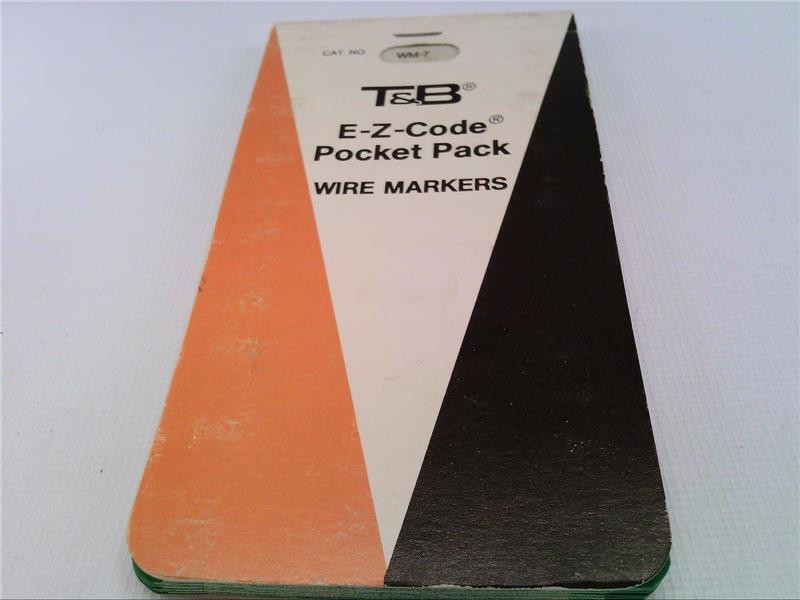 CAT. NO. WM-7
T&B®
E-Z-Code®
Pocket Pack
WIRE MARKERS